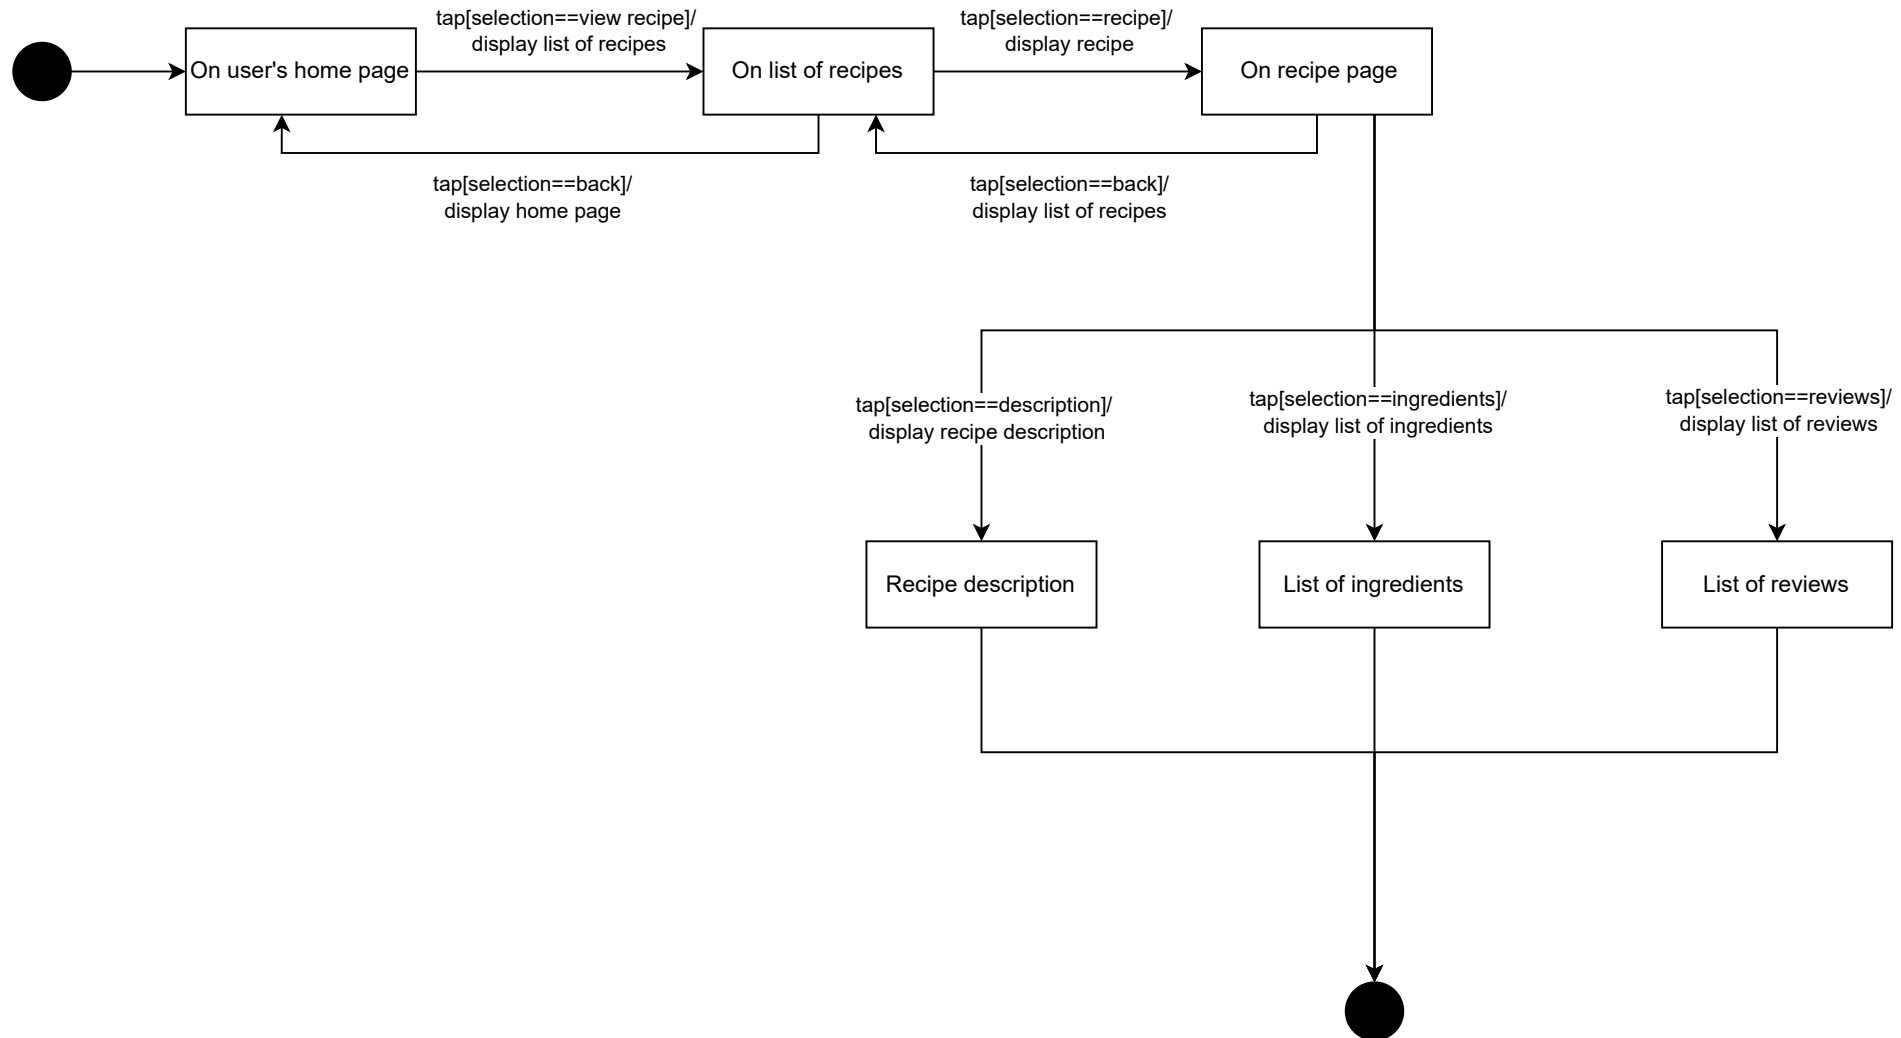 tap[selection==view recipe]/
display list of recipes
tap[selection==recipe]/
display recipe
On user's home page
On list of recipes
On recipe page
tap[selection==back]/
display home page
tap[selection==back]/
display list of recipes
tap[selection==description]/
display recipe description
tap[selection==ingredients]/
display list of ingredients
tap[selection==reviews]/
display list of reviews
Recipe description
List of ingredients
List of reviews